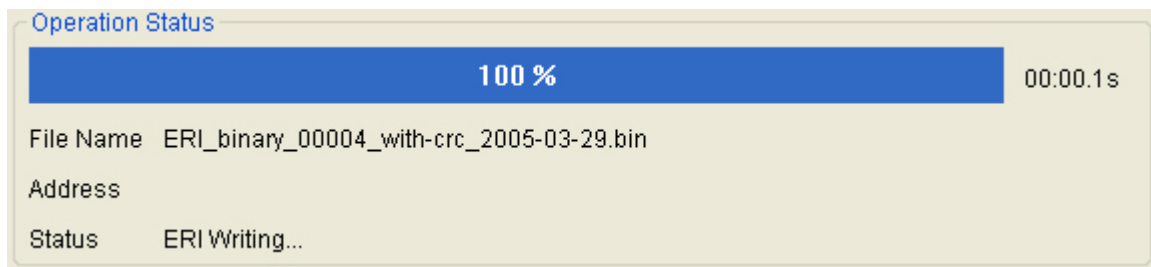 Operation Status
100 % 00:00.1s
File Name ERI_binary_00004_with-crc_2005-03-29.bin
Address
Status ERI Writing...